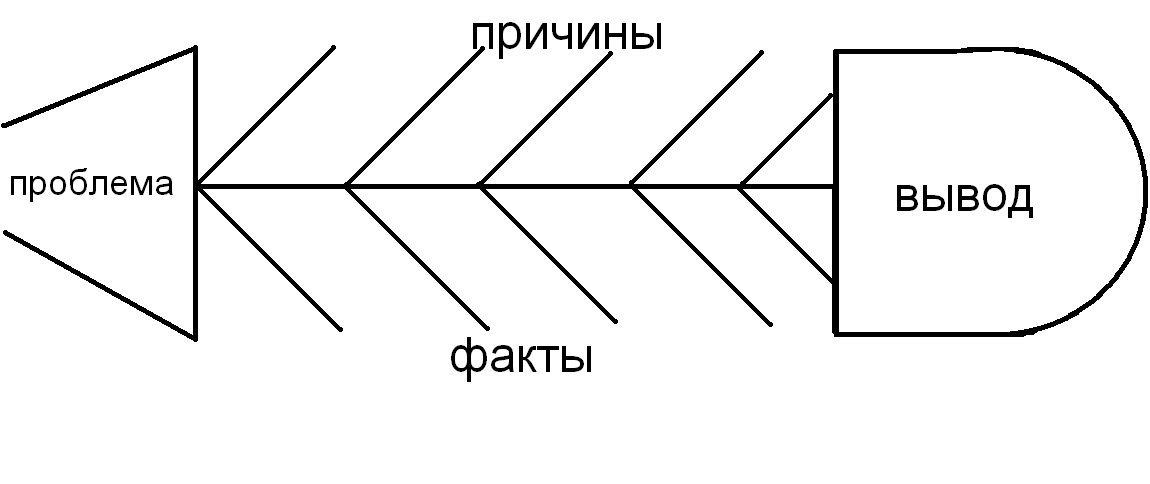 причины
проблема
вывод
факты